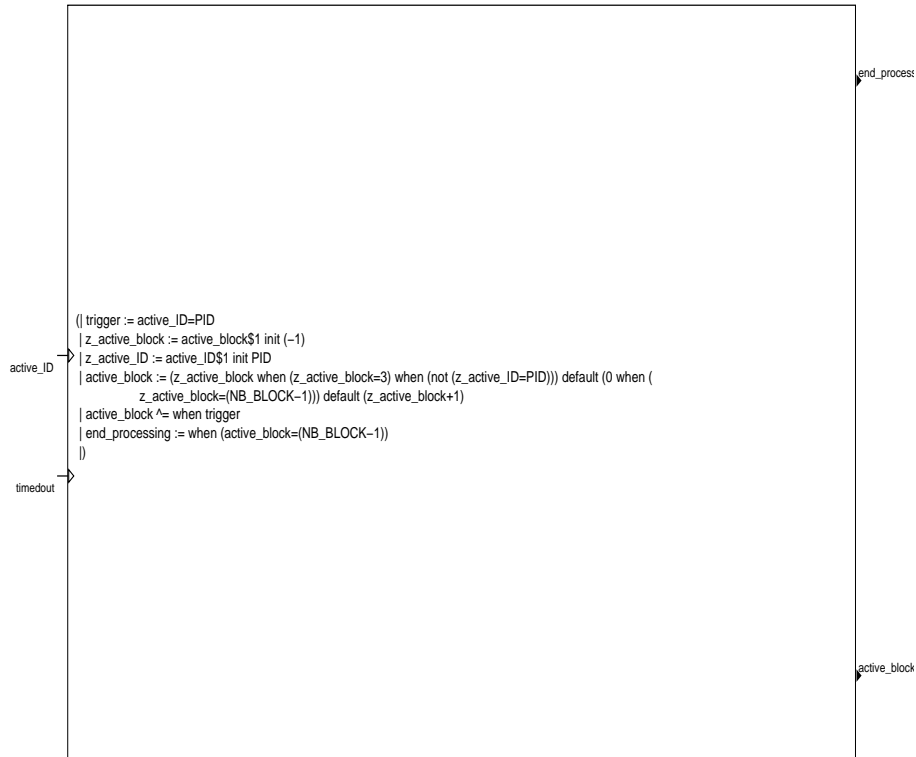 end_process
(| trigger := active_ID=PID
| z_active_block := active_block$1 init (−1)
| z_active_ID := active_ID$1 init PID
active_ID
| active_block := (z_active_block when (z_active_block=3) when (not (z_active_ID=PID))) default (0 when (
z_active_block=(NB_BLOCK−1))) default (z_active_block+1)
| active_block ^= when trigger
| end_processing := when (active_block=(NB_BLOCK−1))
|)
timedout
active_block